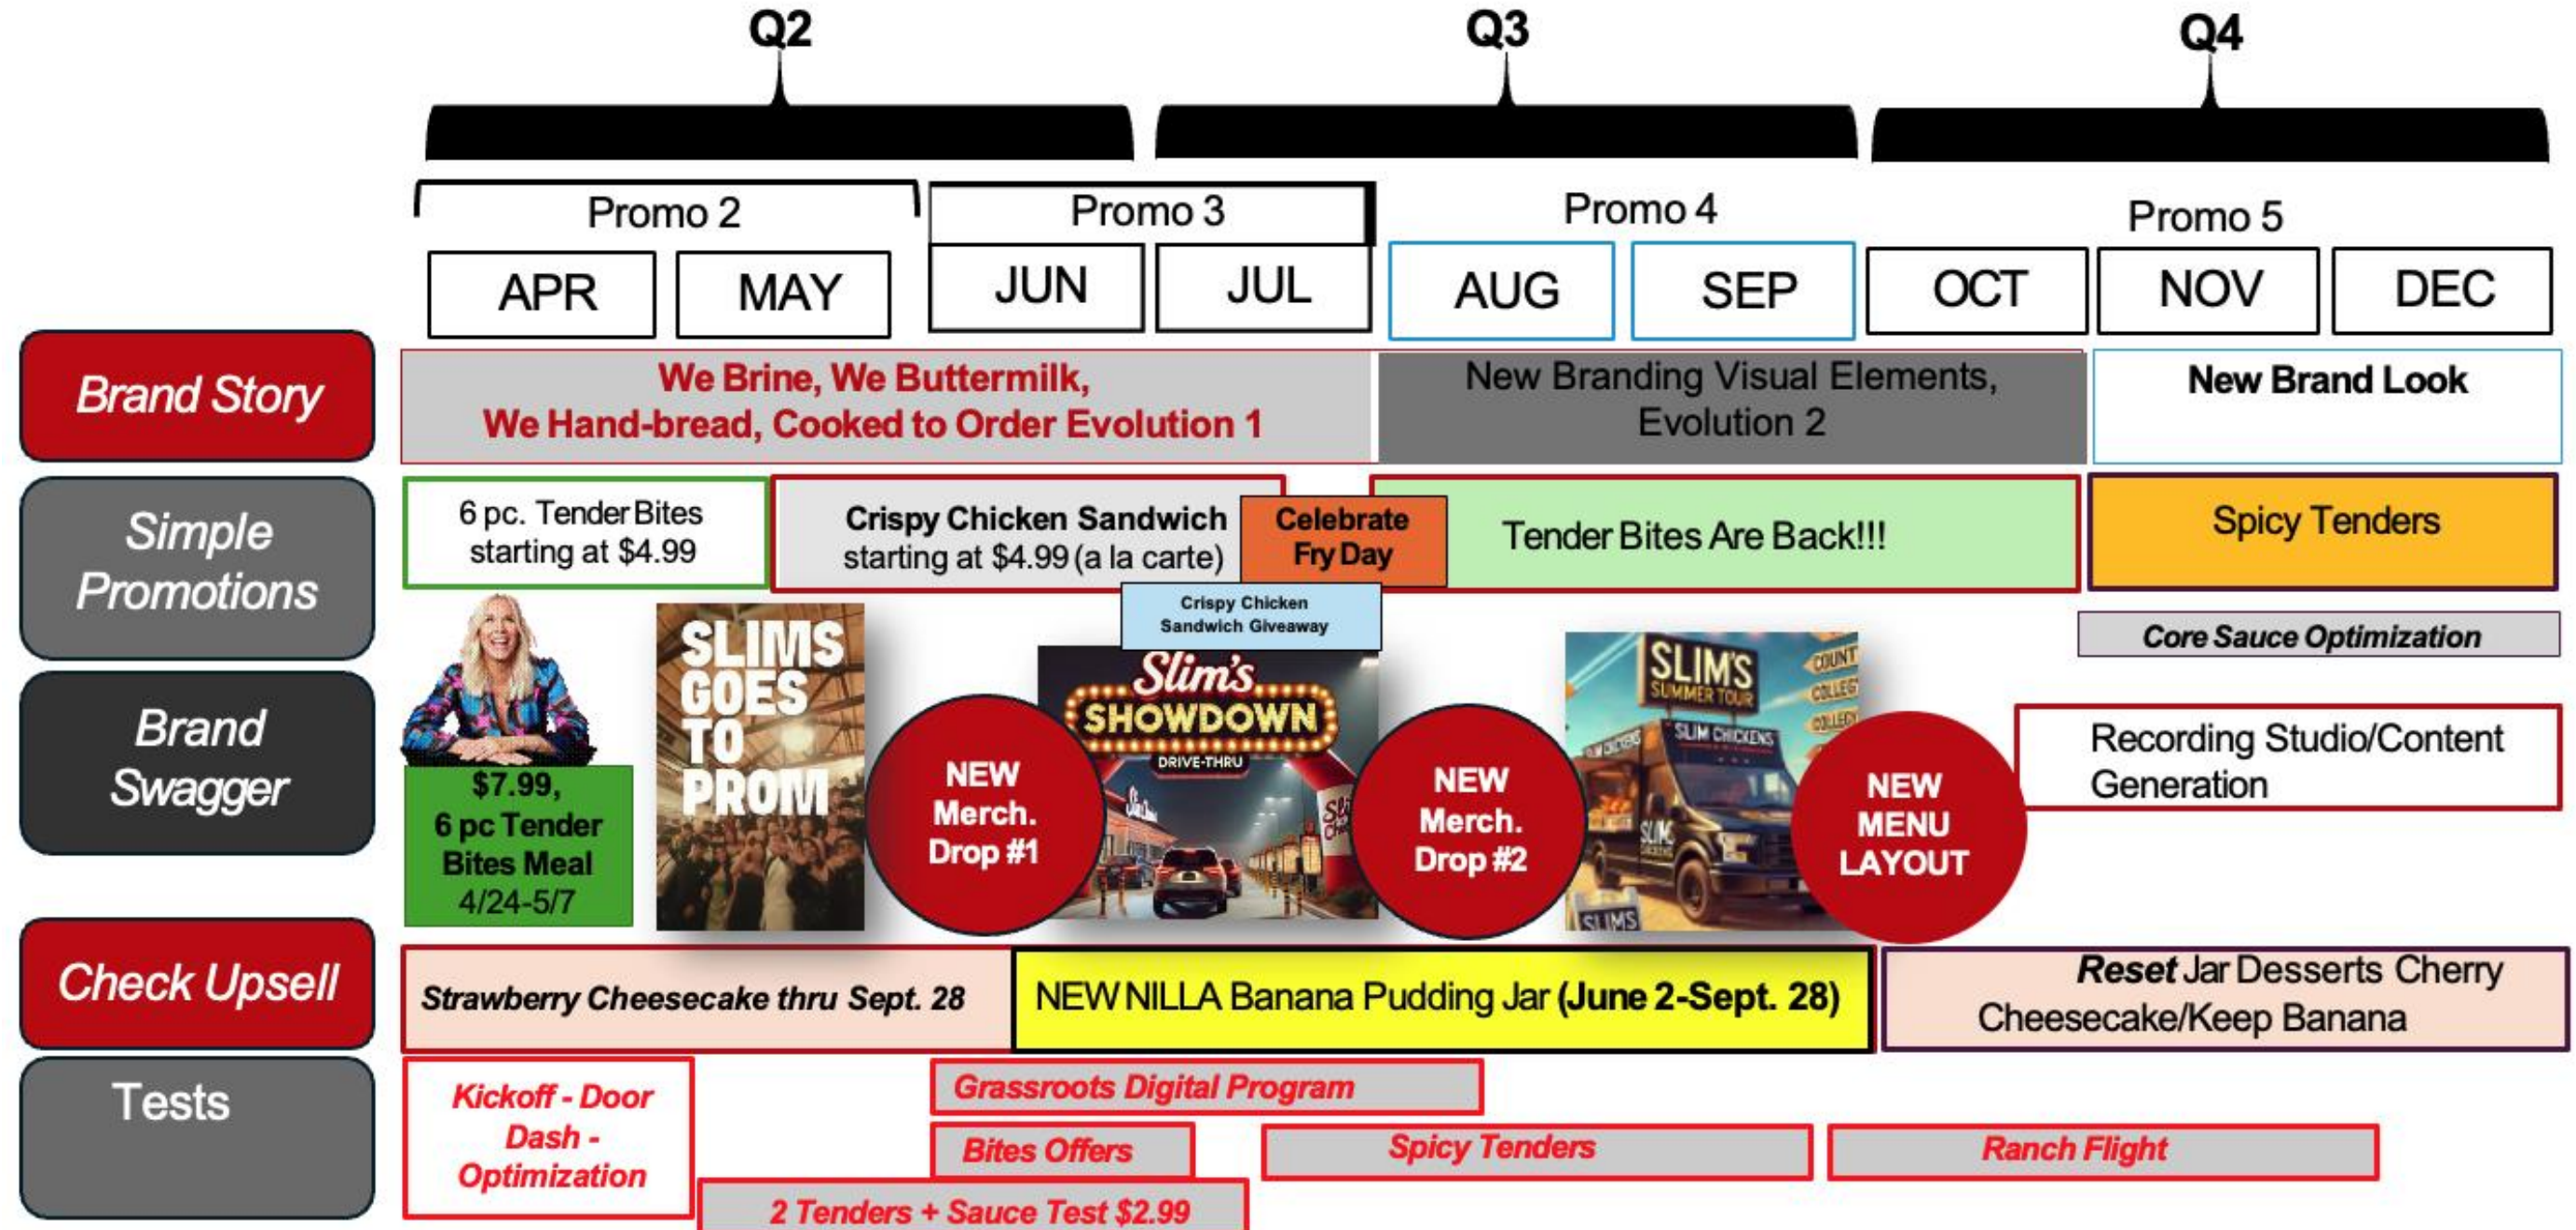 Q2
Q3
Q4
Promo 2
Promo 3
Promo 4
Promo 5
APR
MAY
JUN
JUL
AUG
SEP
OCT
NOV
DEC
Brand Story
We Brine, We Buttermilk,
We Hand-bread, Cooked to Order Evolution 1
New Branding Visual Elements,
Evolution 2
New Brand Look
Simple
Promotions
6 pc. Tender Bites
starting at $4.99
Crispy Chicken Sandwich
starting at $4.99 (a la carte)
Celebrate
Fry Day
Tender Bites Are Back!!!
Spicy Tenders
Crispy Chicken
Sandwich Giveaway
Core Sauce Optimization
Brand
Swagger
$7.99,
6 pc Tender
Bites Meal
4/24-5/7
SLIMS
GOES
TO
PROM
NEW
Merch.
Drop #1
Slim's
SHOWDOWN
DRIVE-THRU
NEW
Merch.
Drop #2
SLIM'S
SUMMER TOUR
SLIM CHICKENS
SLIMS
NEW
MENU
LAYOUT
Recording Studio/Content
Generation
Check Upsell
Strawberry Cheesecake thru Sept. 28
NEW NILLA Banana Pudding Jar (June 2-Sept. 28)
Reset Jar Desserts Cherry
Cheesecake/Keep Banana
Tests
Kickoff - Door
Dash -
Optimization
Grassroots Digital Program
Bites Offers
Spicy Tenders
Ranch Flight
2 Tenders + Sauce Test $2.99